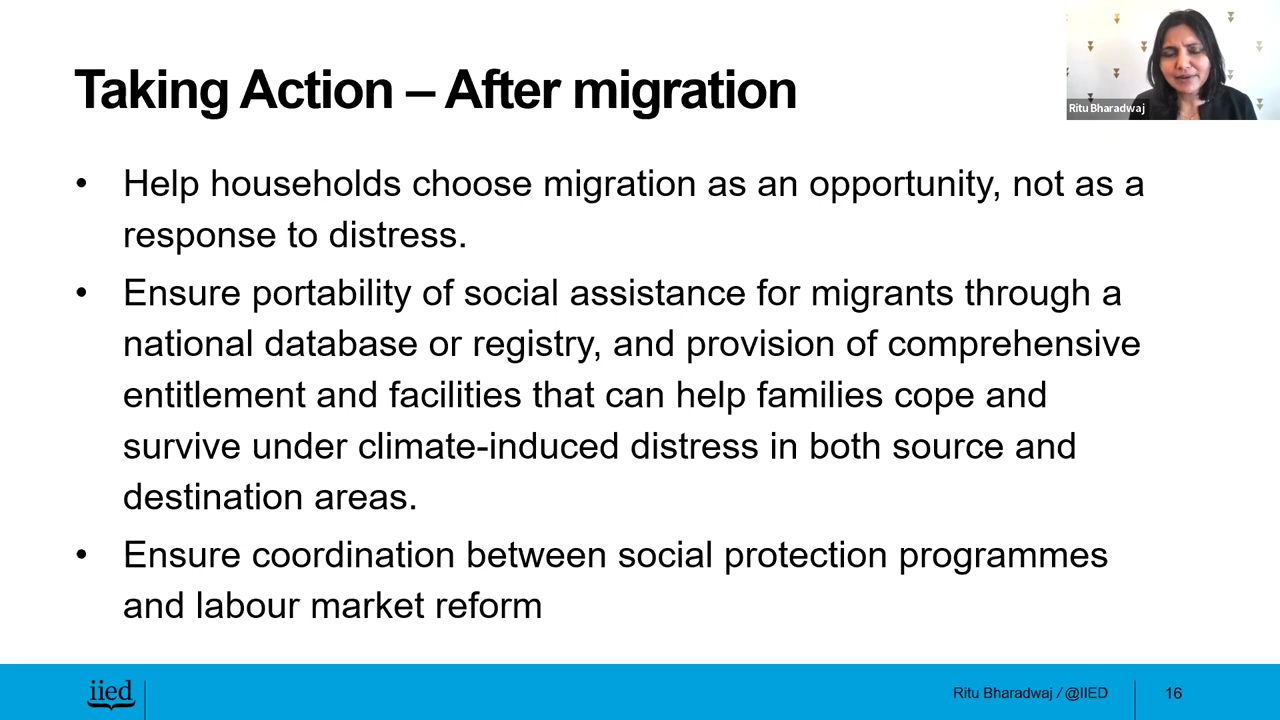 Taking Action – After migration
Ritu Bharadwaj
• Help households choose migration as an opportunity, not as a
response to distress.
• Ensure portability of social assistance for migrants through a
national database or registry, and provision of comprehensive
entitlement and facilities that can help families cope and
survive under climate-induced distress in both source and
destination areas.
• Ensure coordination between social protection programmes
and labour market reform
iied
Ritu Bharadwaj / @IIED
16